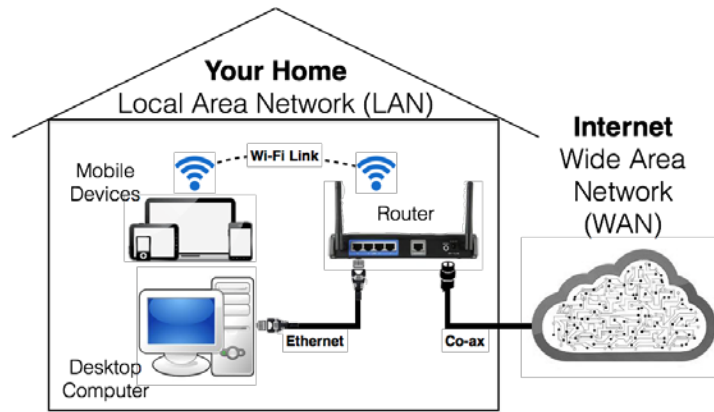 Your Home
Local Area Network (LAN)
Wi-Fi Link
Mobile
Devices
Router
Ethernet
Co-ax
Desktop
Computer
Internet
Wide Area
Network
(WAN)